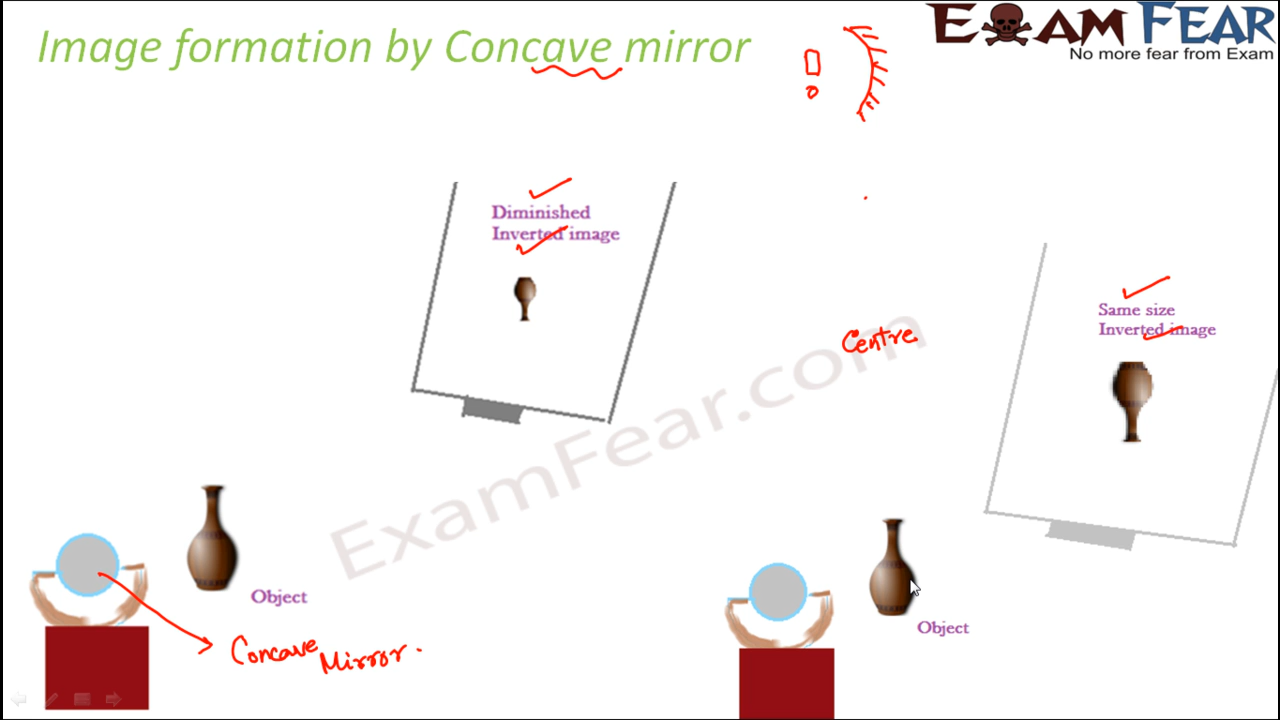 Image formation by Concave mirror
EXAM FEAR
No more fear from Exam
Diminished
Inverted image
Same size
Inverted image
Centre
ExamFear.com
Object
Object
Concave
Mirror.